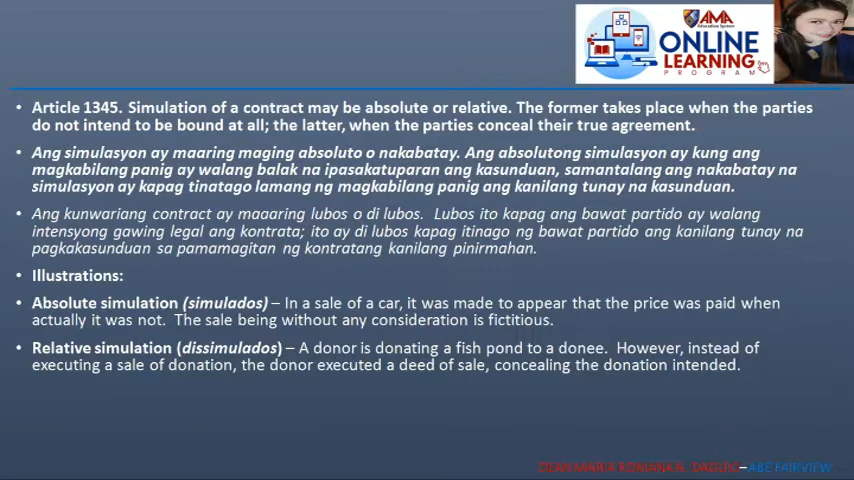 AMA
Education System
ONLINE
LEARNING
PROGRAM
• Article 1345. Simulation of a contract may be absolute or relative. The former takes place when the parties
do not intend to be bound at all; the latter, when the parties conceal their true agreement.
• Ang simulasyon ay maaring maging absoluto o nakabatay. Ang absolutong simulasyon ay kung ang
magkabilang panig ay walang balak na ipasakatuparan ang kasunduan, samantalang ang nakabatay na
simulasyon ay kapag tinatago lamang ng magkabilang panig ang kanilang tunay na kasunduan.
• Ang kunwariang contract ay maaaring lubos o di lubos. Lubos ito kapag ang bawat partido ay walang
intensyong gawing legal ang kontrata; ito ay di lubos kapag itinago ng bawat partido ang kanilang tunay na
pagkakasunduan sa pamamagitan ng kontratang kanilang pinirmahan.
• Illustrations:
• Absolute simulation (simulados) – In a sale of a car, it was made to appear that the price was paid when
actually it was not. The sale being without any consideration is fictitious.
• Relative simulation (dissimulados) – A donor is donating a fish pond to a donee. However, instead of
executing a sale of donation, the donor executed a deed of sale, concealing the donation intended.
MARIA ROMANA – ABE FAIRVIEW